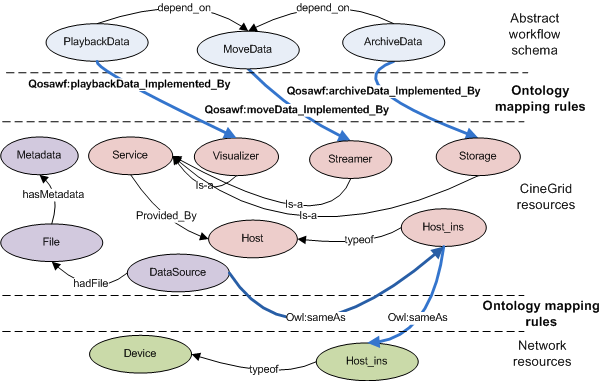 depend_on
depend_on
Abstract
workflow
schema
PlaybackData
MoveData
ArchiveData
Qosawf:playbackData_Implemented_By
Qosawf:archiveData_Implemented_By
Qosawf:moveData_Implemented_By
Ontology
mapping rules
Metadata
Service
Visualizer
Streamer
Storage
Is-a
Is-a
Is-a
hasMetadata
Provided_By
CineGrid
resources
File
Host
typeof
Host_ins
hadFile
DataSource
Owl:sameAs
Owl:sameAs
Ontology mapping
rules
Device
typeof
Host_ins
Network
resources